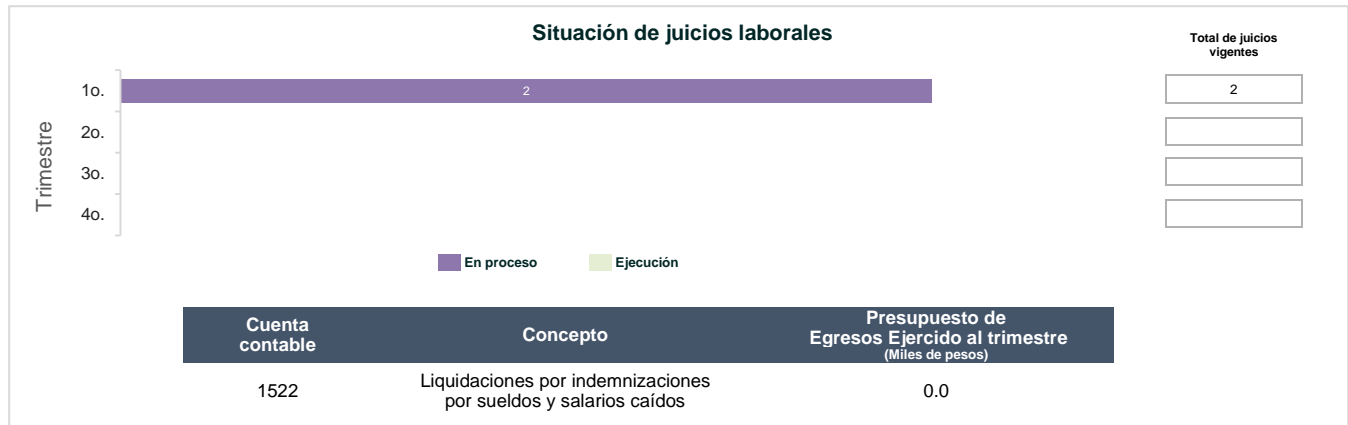 Situación de juicios laborales
Total de juicios
vigentes
Trimestre
1o.
2
2
2o.
3o.
4o.
En proceso
Ejecución
Cuenta
contable
Concepto
Presupuesto de
Egresos Ejercido al trimestre
(Miles de pesos)
1522
Liquidaciones por indemnizaciones
por sueldos y salarios caídos
0.0